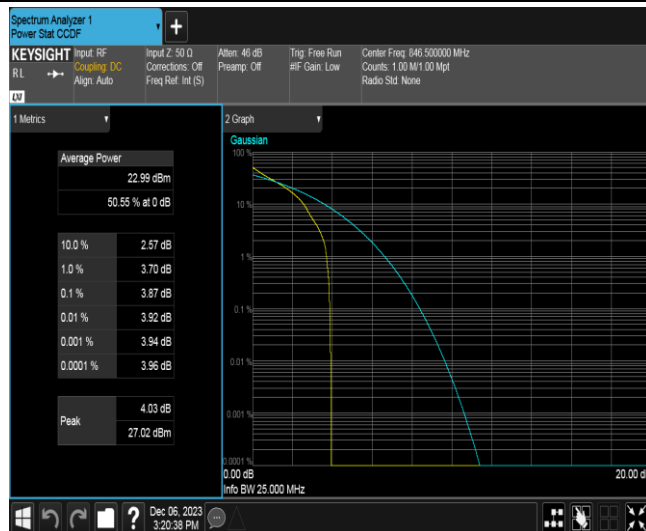 Spectrum Analyzer 1
Power Stat CCDF
KEYSIGHT
RL
Input: RF
Coupling: DC
Align: Auto
Input Z: 50 Ω
Corrections: Off
Freq Ref: Int (S)
Atten: 46 dB
Preamp: Off
Trig: Free Run
#IF Gain: Low
Center Freq: 846.500000 MHz
Counts: 1.00 M/1.00 Mpt
Radio Std: None
1 Metrics
Average Power
22.99 dBm
50.55 % at 0 dB
10.0 % 2.57 dB
1.0 % 3.70 dB
0.1 % 3.87 dB
0.01 % 3.92 dB
0.001 % 3.94 dB
0.0001 % 3.96 dB
Peak
4.03 dB
27.02 dBm
2 Graph
Gaussian
100 %
10 %
1 %
0.1 %
0.01 %
0.001 %
0.0001 %
0.00 dB
20.00 d
Info BW 25.000 MHz
?
Dec 06, 2023
3:20:38 PM